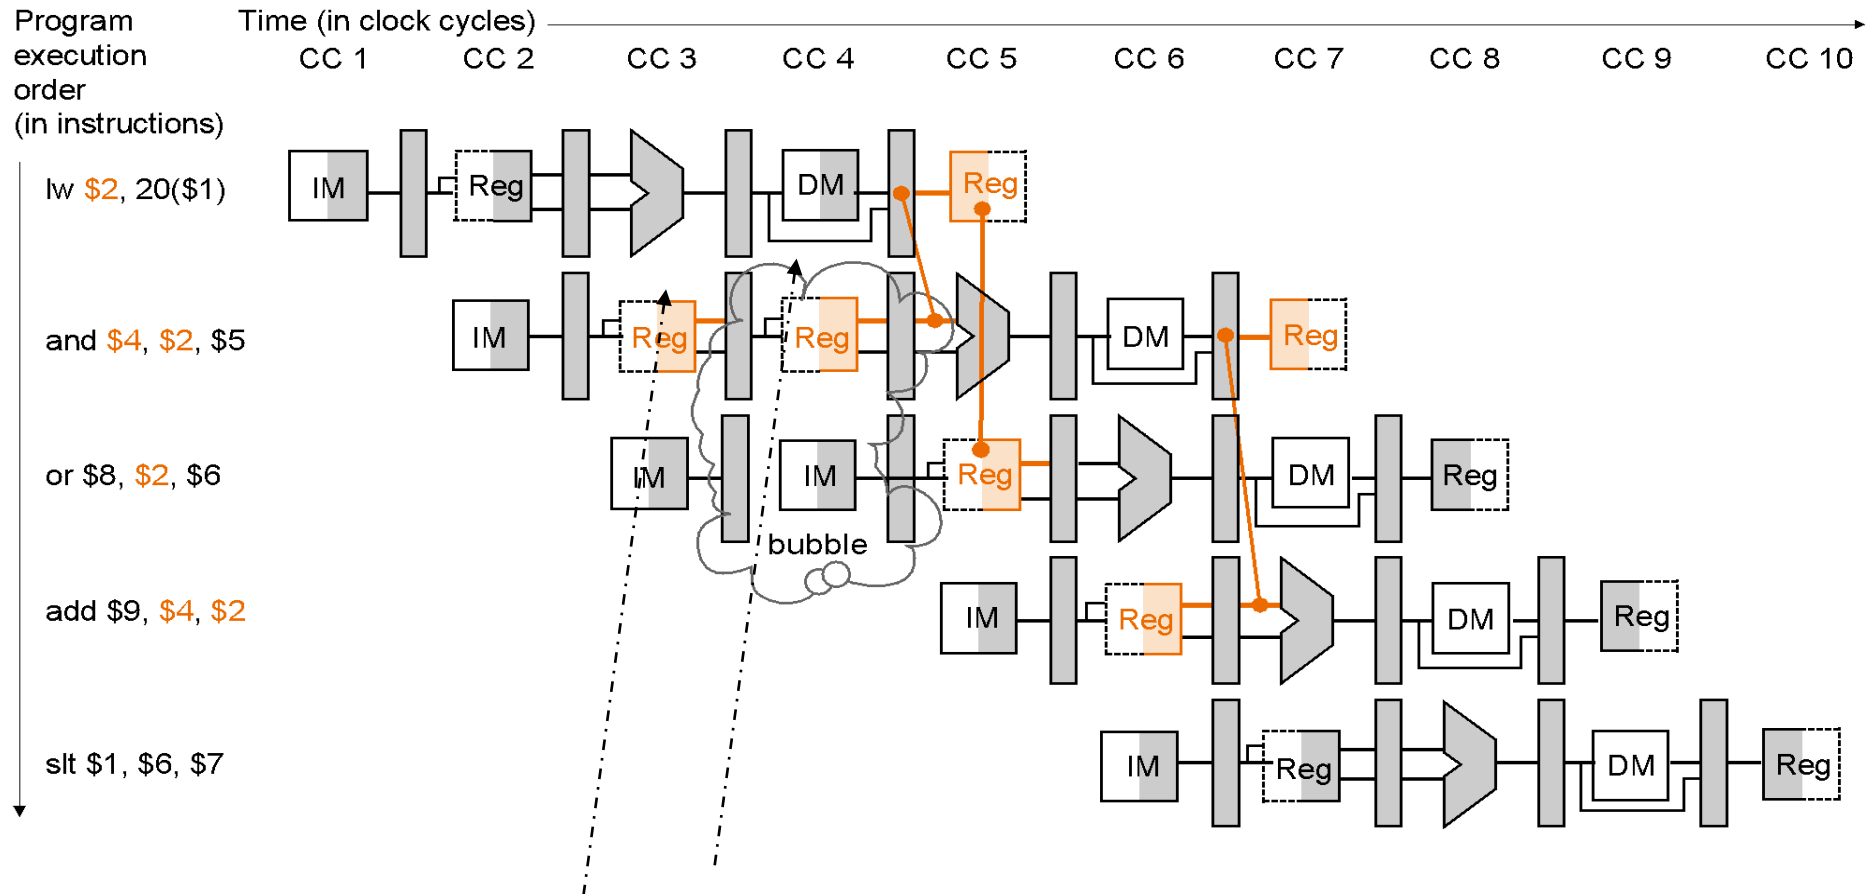 Program
execution
order
(in instructions)
Time (in clock cycles)
CC 1 CC 2 CC 3 CC 4 CC 5 CC 6 CC 7 CC 8 CC 9 CC 10
lw $2, 20($1)
IM Reg DM Reg
and $4, $2, $5
IM Reg Reg DM Reg
or $8, $2, $6
IM IM Reg DM Reg
bubble
add $9, $4, $2
IM Reg DM Reg
slt $1, $6, $7
IM Reg DM Reg